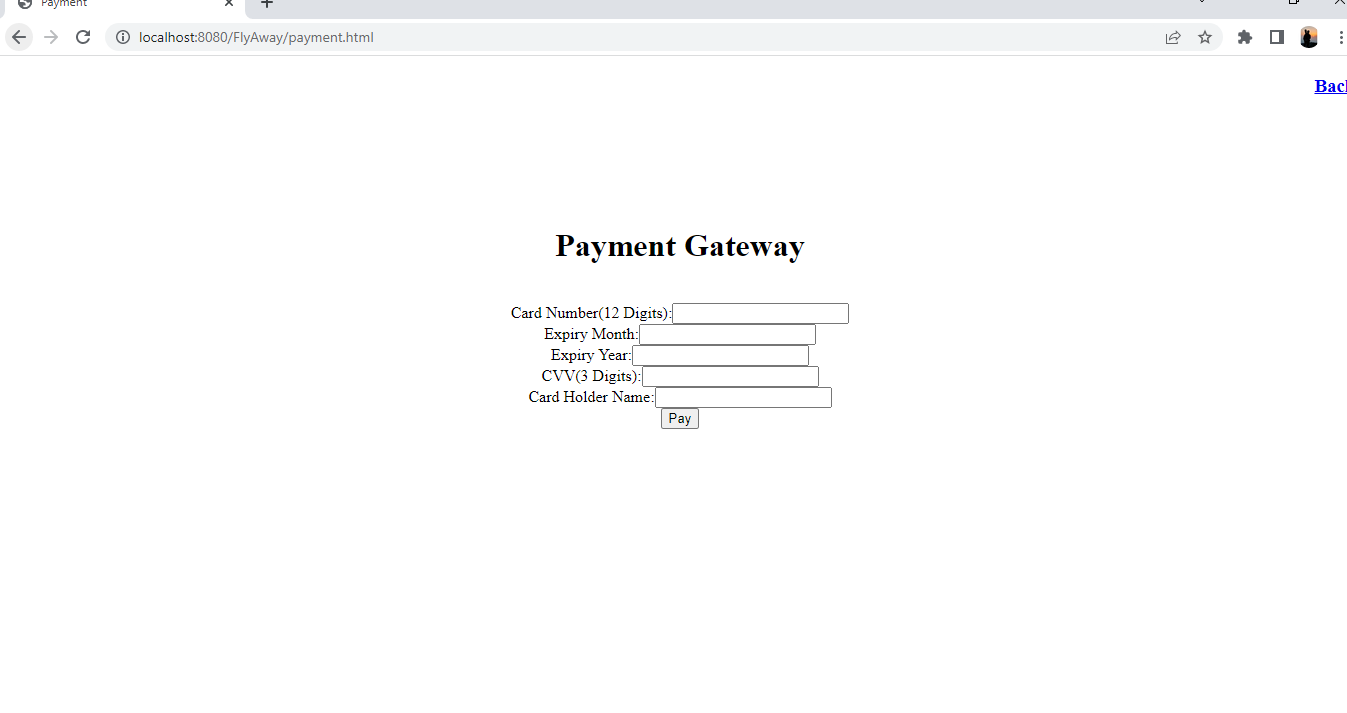 Payment
localhost:8080/FlyAway/payment.html
Bac
Payment Gateway
Card Number(12 Digits):
Expiry Month:
Expiry Year:
CVV(3 Digits):
Card Holder Name:
Pay